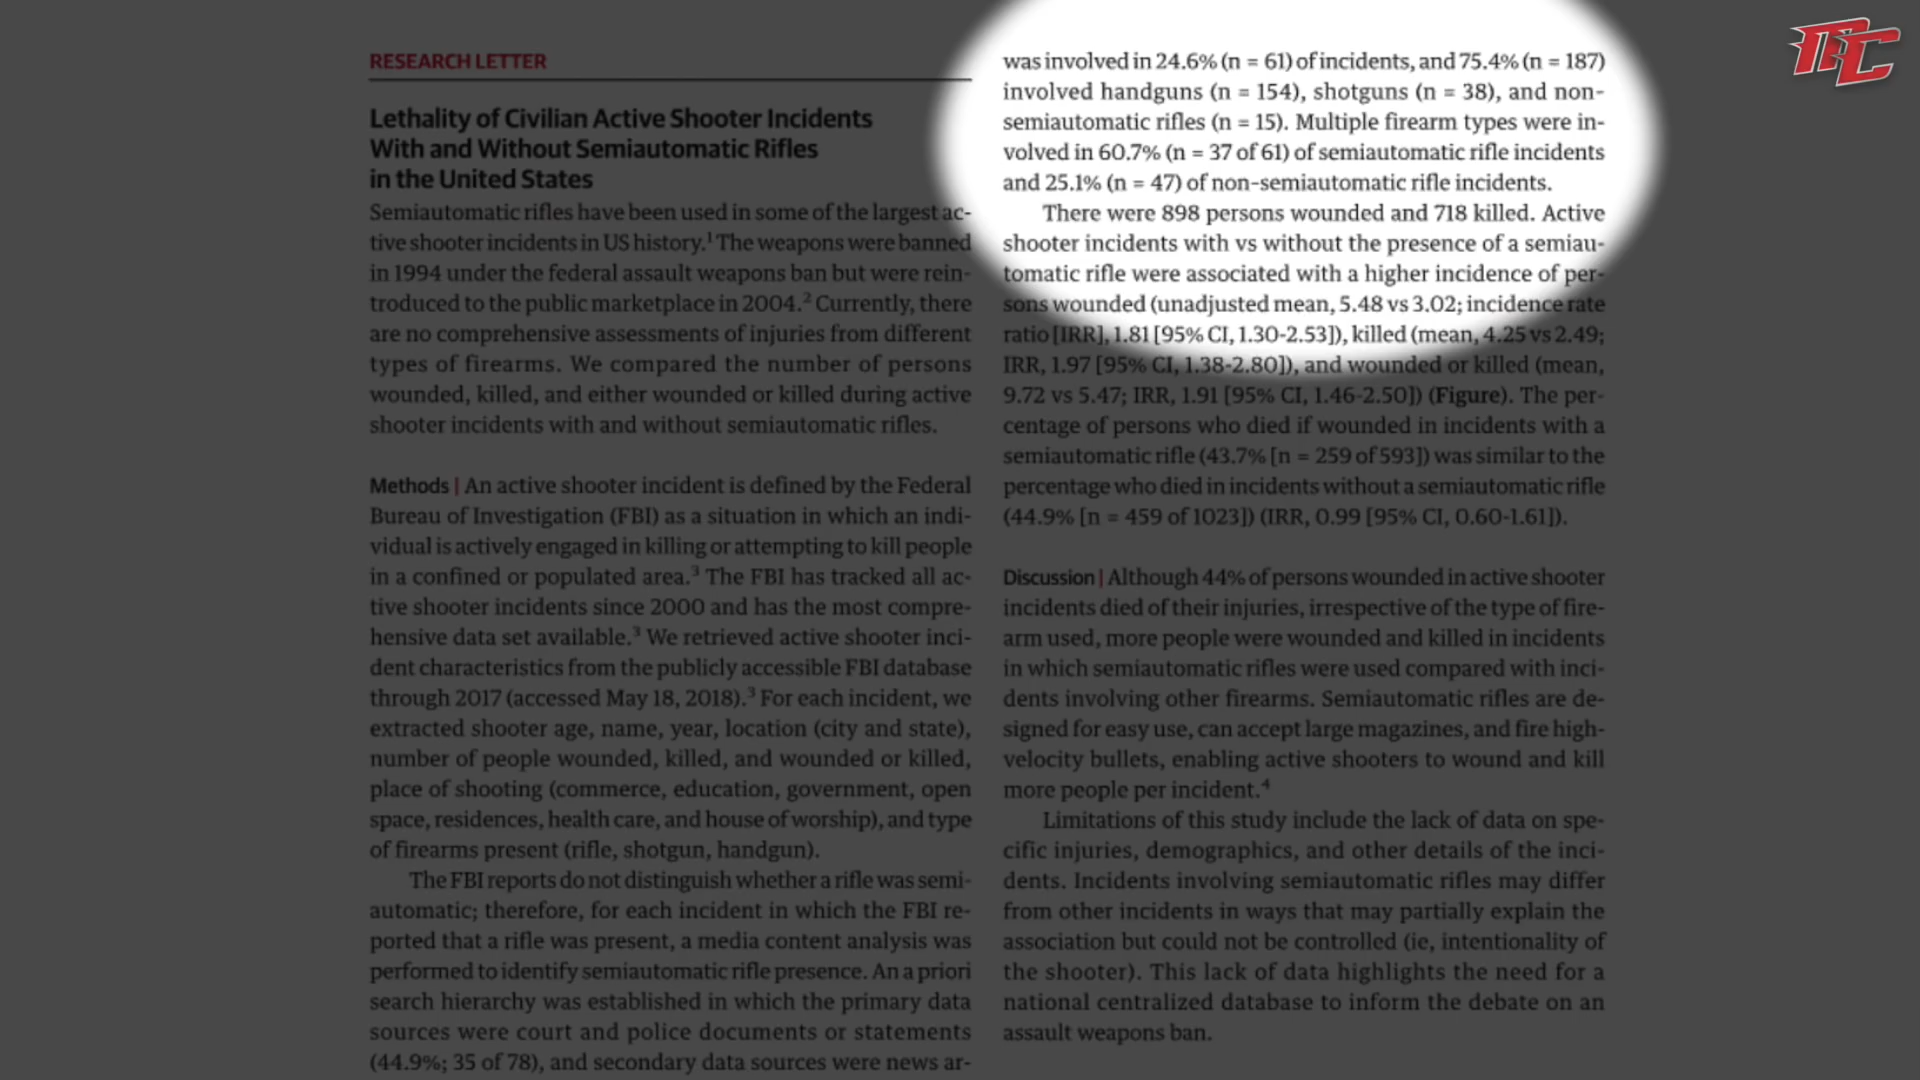 RESEARCH LETTER
Lethality of Civilian Active Shooter Incidents
With and Without Semiautomatic Rifles
in the United States
Semiautomatic rifles have been used in some of the largest ac-
tive shooter incidents in US history.¹ The weapons were banned
in 1994 under the federal assault weapons ban but were rein-
troduced to the public marketplace in 2004.² Currently, there
are no comprehensive assessments of injuries from different
types of firearms. We compared the number of persons
wounded, killed, and either wounded or killed during active
shooter incidents with and without semiautomatic rifles.
Methods | An active shooter incident is defined by the Federal
Bureau of Investigation (FBI) as a situation in which an indi-
vidual is actively engaged in killing or attempting to kill people
in a confined or populated area.³ The FBI has tracked all ac-
tive shooter incidents since 2000 and has the most compre-
hensive data set available.³ We retrieved active shooter inci-
dent characteristics from the publicly accessible FBI database
through 2017 (accessed May 18, 2018).³ For each incident, we
extracted shooter age, name, year, location (city and state),
number of people wounded, killed, and wounded or killed,
place of shooting (commerce, education, government, open
space, residences, health care, and house of worship), and type
of firearms present (rifle, shotgun, handgun).
The FBI reports do not distinguish whether a rifle was semi-
automatic; therefore, for each incident in which the FBI re-
ported that a rifle was present, a media content analysis was
performed to identify semiautomatic rifle presence. An a priori
search hierarchy was established in which the primary data
sources were court and police documents or statements
(44.9%; 35 of 78), and secondary data sources were news ar-
was involved in 24.6% (n = 61) of incidents, and 75.4% (n = 187)
involved handguns (n = 154), shotguns (n = 38), and non-
semiautomatic rifles (n = 15). Multiple firearm types were in-
volved in 60.7% (n = 37 of 61) of semiautomatic rifle incidents
and 25.1% (n = 47) of non-semiautomatic rifle incidents.
There were 898 persons wounded and 718 killed. Active
shooter incidents with vs without the presence of a semiau-
tomatic rifle were associated with a higher incidence of per-
sons wounded (unadjusted mean, 5.48 vs 3.02; incidence rate
ratio [IRR], 1.81 [95% CI, 1.30-2.53]), killed (mean, 4.25 vs 2.49;
IRR, 1.97 [95% CI, 1.38-2.80]), and wounded or killed (mean,
9.72 vs 5.47; IRR, 1.91 [95% CI, 1.46-2.50]) (Figure). The per-
centage of persons who died if wounded in incidents with a
semiautomatic rifle (43.7% [n = 259 of 593]) was similar to the
percentage who died in incidents without a semiautomatic rifle
(44.9% [n = 459 of 1023]) (IRR, 0.99 [95% CI, 0.60-1.61]).
Discussion | Although 44% of persons wounded in active shooter
incidents died of their injuries, irrespective of the type of fire-
arm used, more people were wounded and killed in incidents
in which semiautomatic rifles were used compared with inci-
dents involving other firearms. Semiautomatic rifles are de-
signed for easy use, can accept large magazines, and fire high-
velocity bullets, enabling active shooters to wound and kill
more people per incident.⁴
Limitations of this study include the lack of data on spe-
cific injuries, demographics, and other details of the inci-
dents. Incidents involving semiautomatic rifles may differ
from other incidents in ways that may partially explain the
association but could not be controlled (ie, intentionality of
the shooter). This lack of data highlights the need for a
national centralized database to inform the debate on an
assault weapons ban.